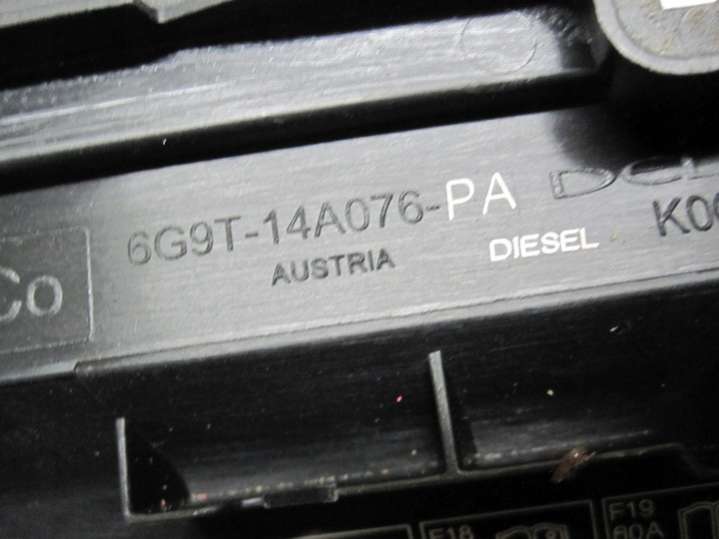 6G9T-14A076-PA
AUSTRIA
DIESEL
Co
F18
F19
60A